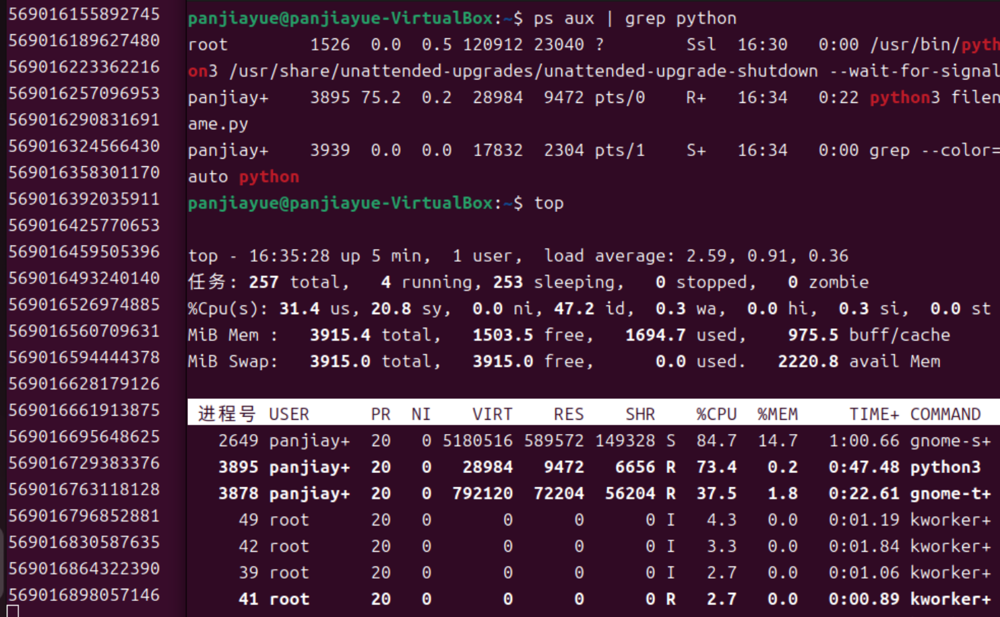 569016155892745
569016189627480
569016223362216
569016257096953
569016290831691
569016324566430
569016358301170
569016392035911
569016425770653
569016459505396
569016493240140
569016526974885
569016560709631
569016594444378
569016628179126
569016661913875
569016695648625
569016729383376
569016763118128
569016796852881
569016830587635
569016864322390
569016898057146
panjiayue@panjiayue-VirtualBox:~$ ps aux | grep python
root        1526  0.0  0.5 120912 23040 ?        Ssl  16:30   0:00 /usr/bin/pyth
on3 /usr/share/unattended-upgrades/unattended-upgrade-shutdown --wait-for-signal
panjiay+    3895 75.2  0.2  28984  9472 pts/0    R+   16:34   0:22 python3 filen
ame.py
panjiay+    3939  0.0  0.0  17832  2304 pts/1    S+   16:34   0:00 grep --color=
auto python
panjiayue@panjiayue-VirtualBox:~$ top
top - 16:35:28 up 5 min,  1 user,  load average: 2.59, 0.91, 0.36
任务: 257 total,   4 running, 253 sleeping,   0 stopped,   0 zombie
%Cpu(s): 31.4 us, 20.8 sy,  0.0 ni, 47.2 id,  0.3 wa,  0.0 hi,  0.3 si,  0.0 st
MiB Mem :   3915.4 total,   1503.5 free,   1694.7 used,    975.5 buff/cache
MiB Swap:   3915.0 total,   3915.0 free,      0.0 used.   2220.8 avail Mem
进程号 USER      PR  NI    VIRT    RES    SHR    %CPU  %MEM     TIME+ COMMAND
2649 panjiay+  20   0 5180516 589572 149328 S  84.7  14.7   1:00.66 gnome-s+
3895 panjiay+  20   0   28984   9472   6656 R  73.4   0.2   0:47.48 python3
3878 panjiay+  20   0  792120  72204  56204 R  37.5   1.8   0:22.61 gnome-t+
49 root      20   0       0      0      0 I   4.3   0.0   0:01.19 kworker+
42 root      20   0       0      0      0 I   3.3   0.0   0:01.84 kworker+
39 root      20   0       0      0      0 I   2.7   0.0   0:01.06 kworker+
41 root      20   0       0      0      0 R   2.7   0.0   0:00.89 kworker+